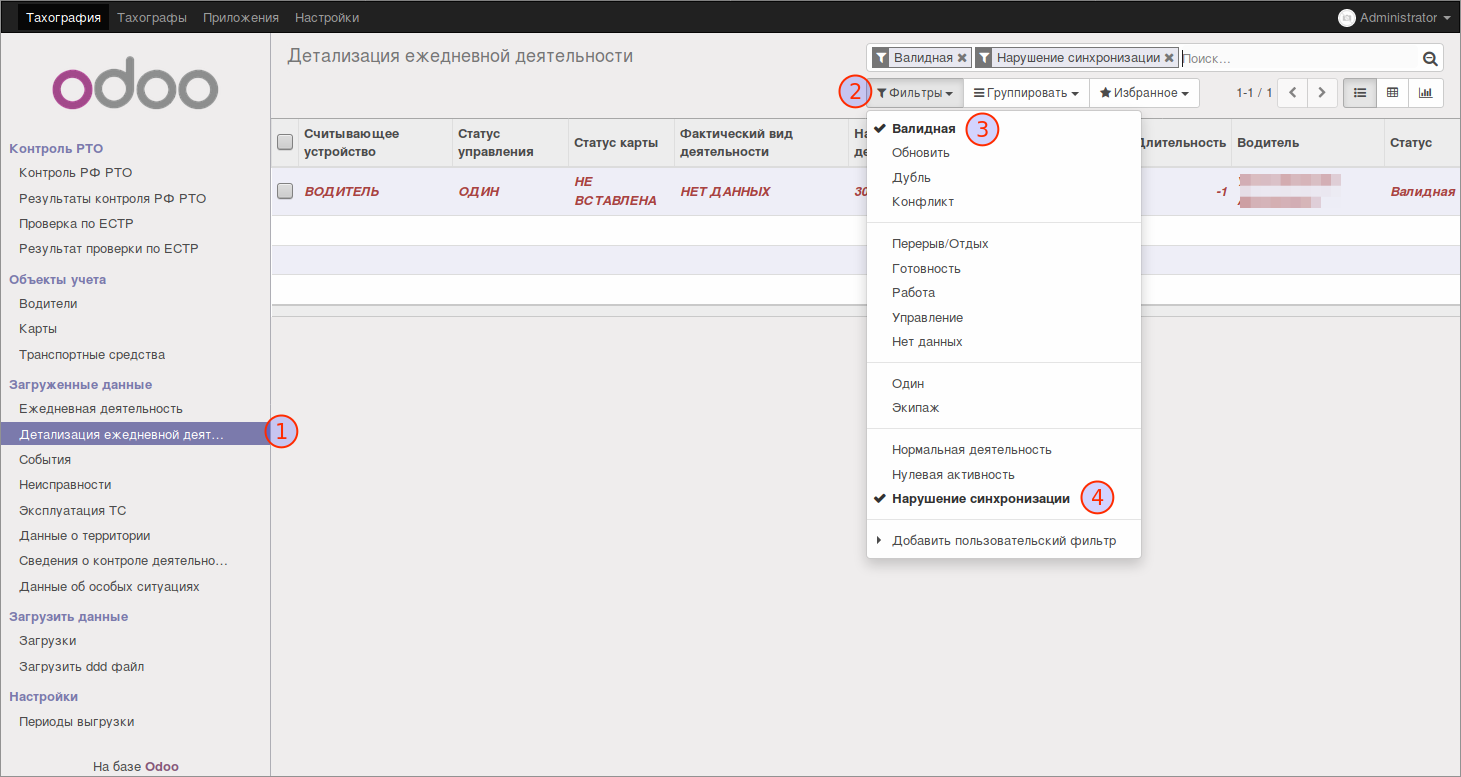 Тахография Тахографы Приложения Настройки Administrator
odoo
Контроль РТО
Контроль РФ РТО
Результаты контроля РФ РТО
Проверка по ЕСТР
Результат проверки по ЕСТР
Объекты учета
Водители
Карты
Транспортные средства
Загруженные данные
Ежедневная деятельность
Детализация ежедневной деят...
1
События
Неисправности
Эксплуатация ТС
Данные о территории
Сведения о контроле деятельно...
Данные об особых ситуациях
Загрузить данные
Загрузки
Загрузить ddd файл
Настройки
Периоды выгрузки
На базе Odoo
Детализация ежедневной деятельности
Валидная Нарушение синхронизации Поиск...
2 Фильтры Группировать Избранное 1-1 / 1
Считывающее устройство
Статус управления
Статус карты
Фактический вид деятельности
Длительность
Водитель
Статус
ВОДИТЕЛЬ
ОДИН
НЕ ВСТАВЛЕНА
НЕТ ДАННЫХ
30
-1
Валидная
Валидная 3
Обновить
Дубль
Конфликт
Перерыв/Отдых
Готовность
Работа
Управление
Нет данных
Один
Экипаж
Нормальная деятельность
Нулевая активность
Нарушение синхронизации 4
Добавить пользовательский фильтр